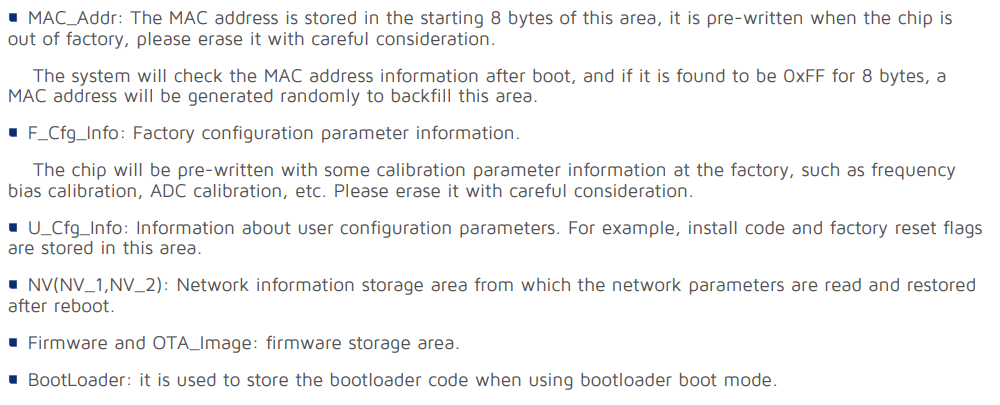 ▪ MAC_Addr: The MAC address is stored in the starting 8 bytes of this area, it is pre-written when the chip is
out of factory, please erase it with careful consideration.
The system will check the MAC address information after boot, and if it is found to be 0xFF for 8 bytes, a
MAC address will be generated randomly to backfill this area.
▪ F_Cfg_Info: Factory configuration parameter information.
The chip will be pre-written with some calibration parameter information at the factory, such as frequency
bias calibration, ADC calibration, etc. Please erase it with careful consideration.
▪ U_Cfg_Info: Information about user configuration parameters. For example, install code and factory reset flags
are stored in this area.
▪ NV(NV_1,NV_2): Network information storage area from which the network parameters are read and restored
after reboot.
▪ Firmware and OTA_Image: firmware storage area.
▪ BootLoader: it is used to store the bootloader code when using bootloader boot mode.